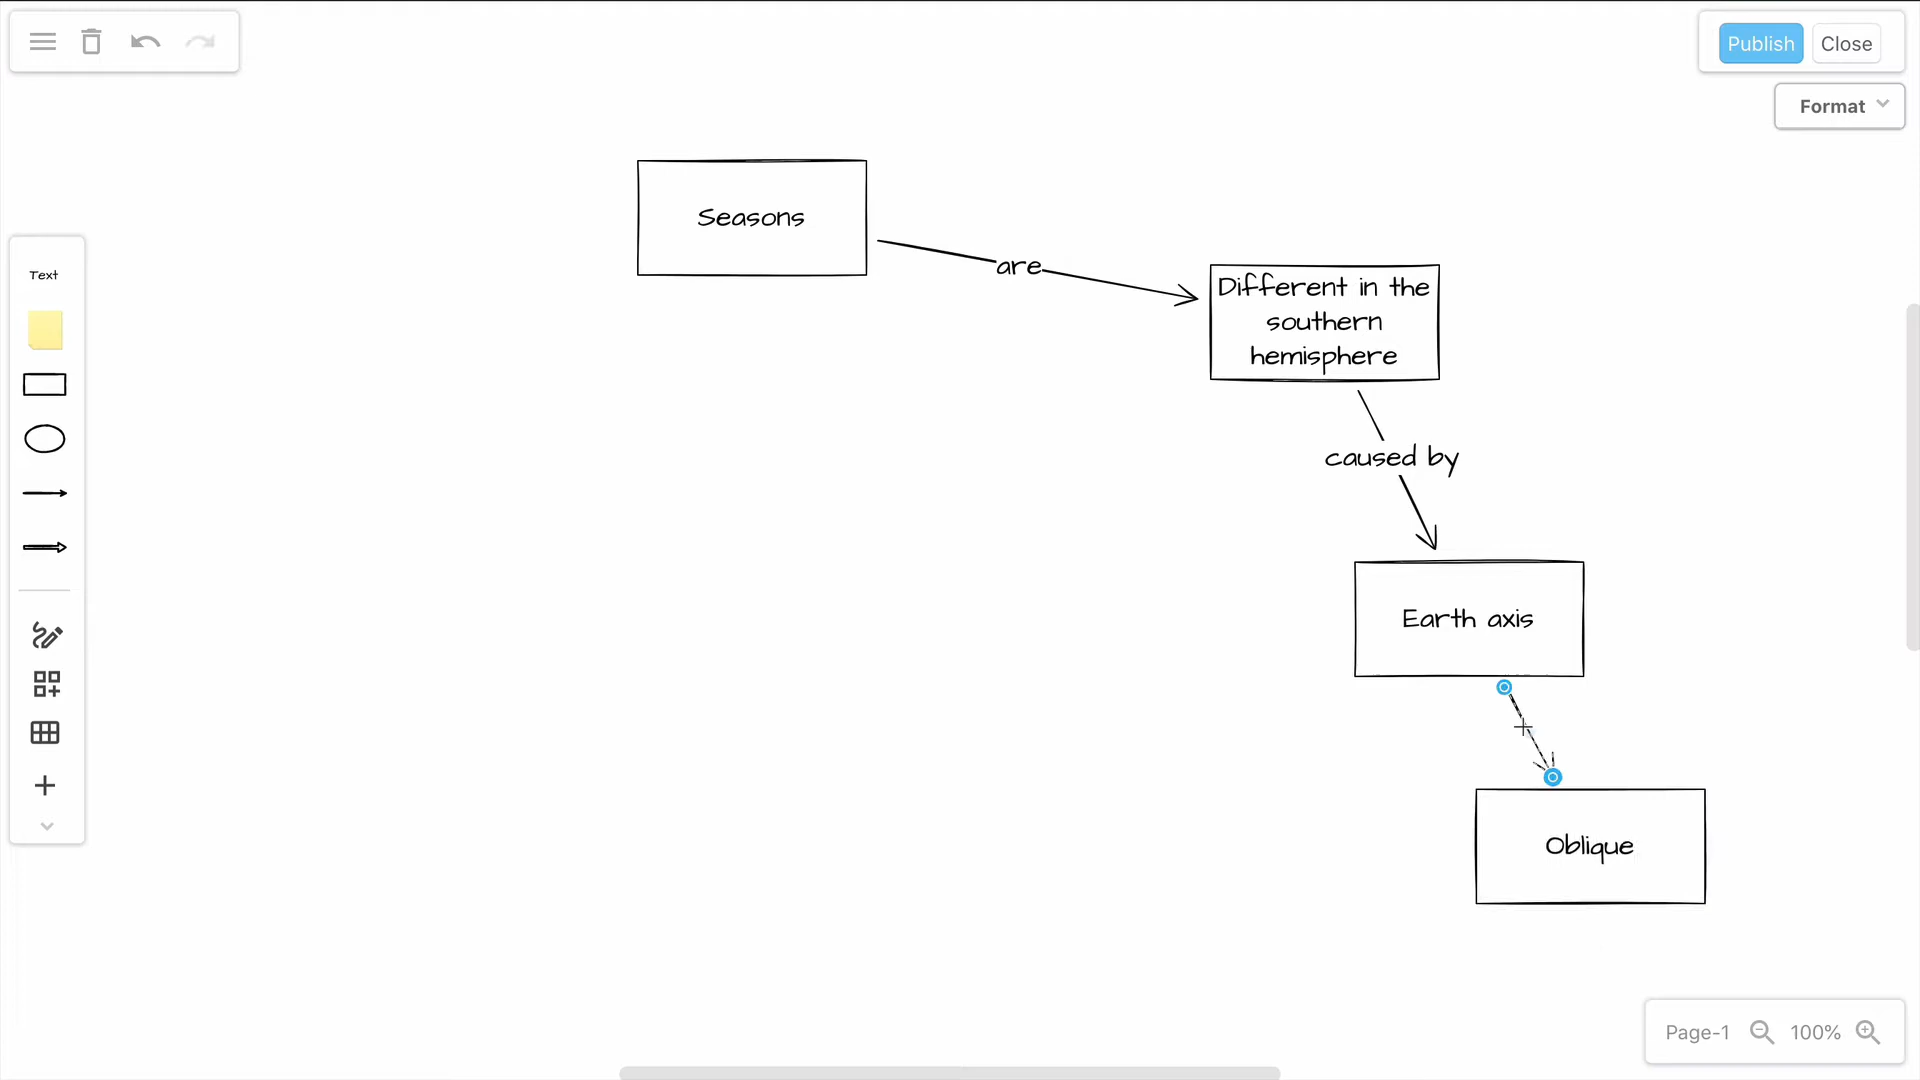 Publish
Close
Format
Text
Seasons
are
Different in the
southern
hemisphere
caused by
Earth axis
Oblique
Page-1
100%